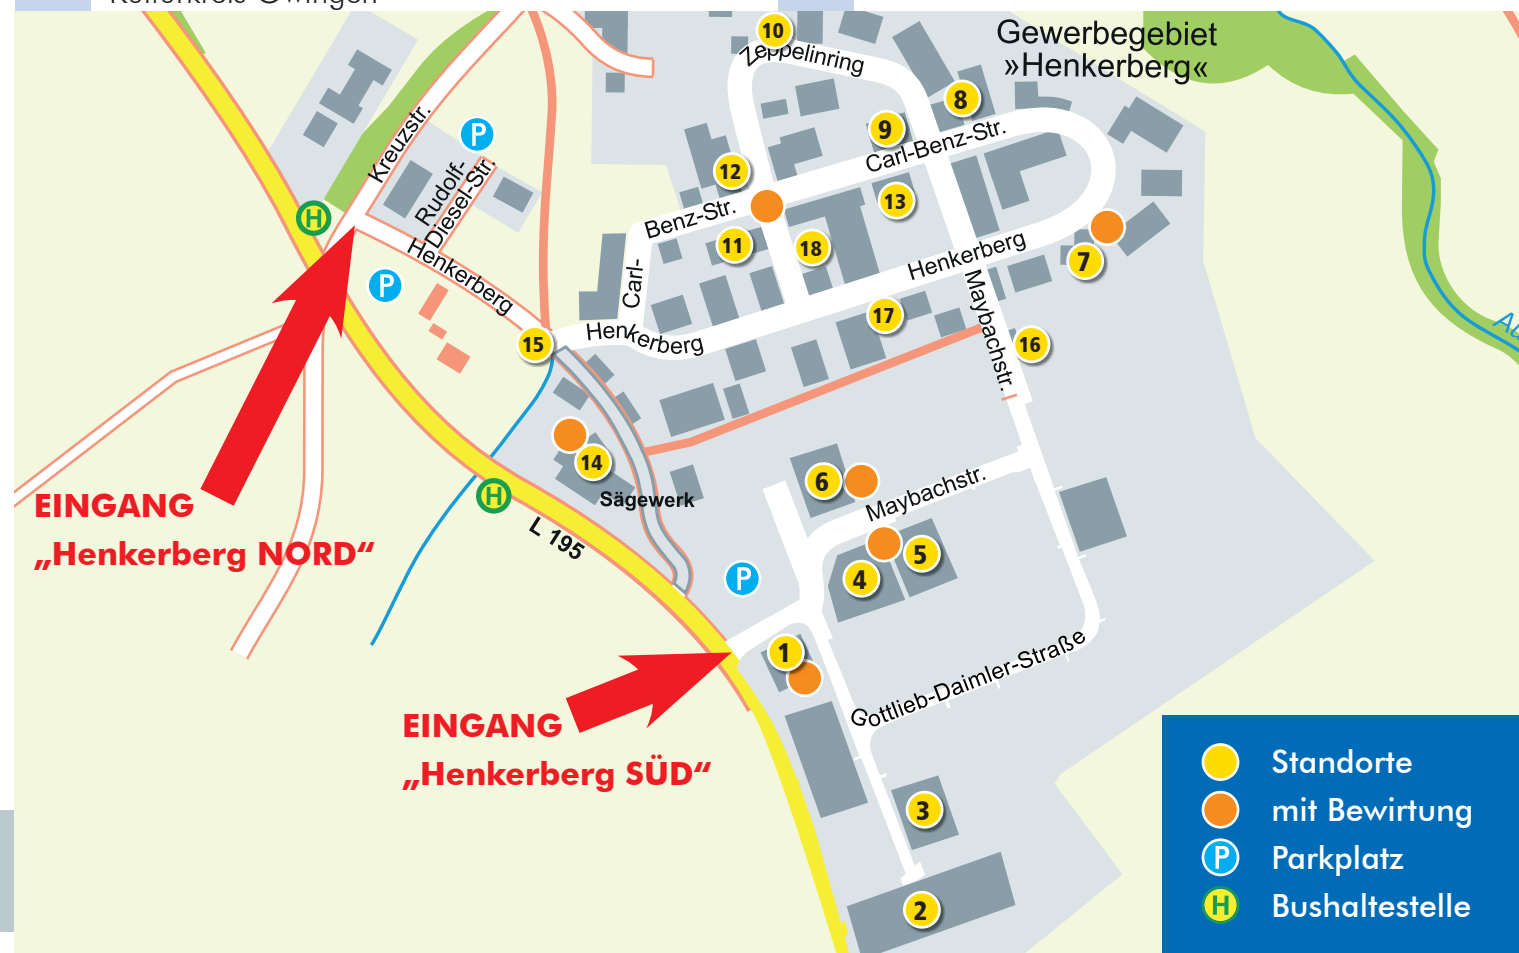 10
Zeppelinring
Gewerbegebiet
»Henkerberg«
8
9
Carl-Benz-Str.
Kreuzstr.
P
Rudolf-
Diesel-Str.
12
13
H
Benz-Str.
Carl-
11
18
7
Henkerberg
Henkerberg
P
17
Maybachstr.
16
15
Henkerberg
14
Sägewerk
6
Maybachstr.
H
L 195
EINGANG
„Henkerberg NORD“
5
4
P
1
Gottlieb-Daimler-Straße
EINGANG
„Henkerberg SÜD“
3
2
Standorte
mit Bewirtung
P Parkplatz
H Bushaltestelle